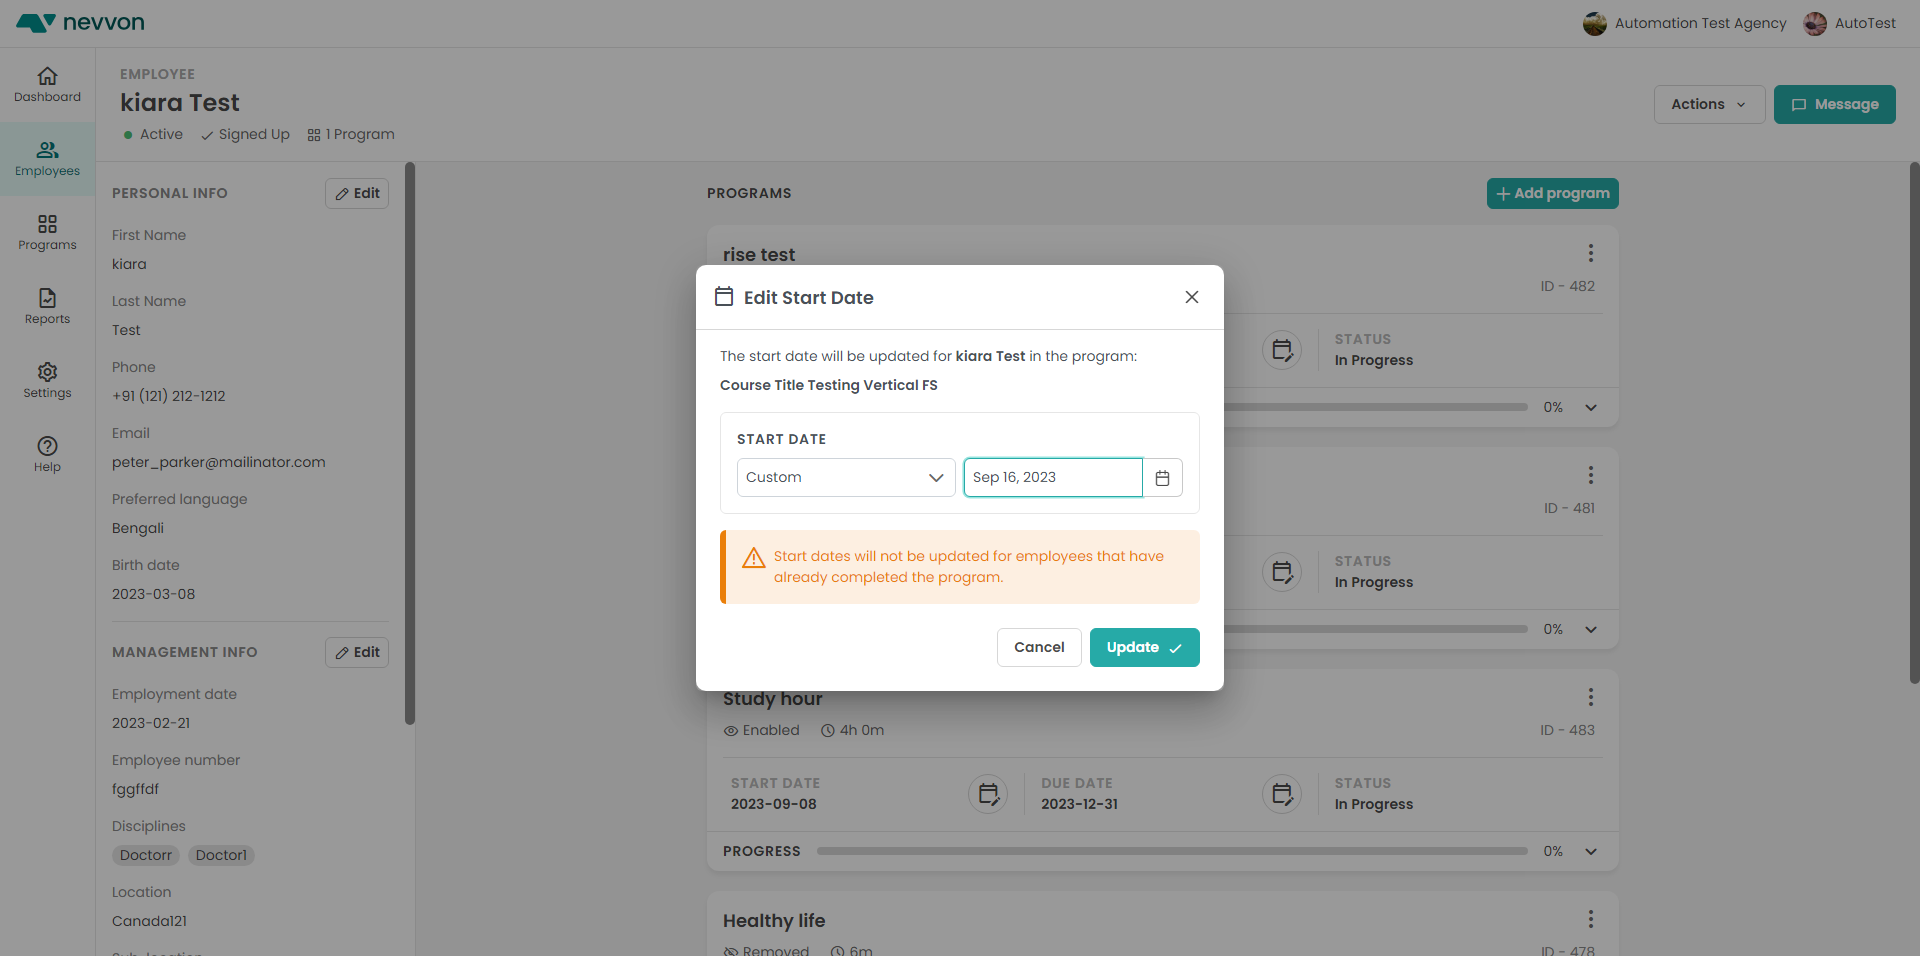 nevvon
Automation Test Agency
AutoTest
Dashboard
Employees
Programs
Reports
Settings
Help
EMPLOYEE
kiara Test
Active
Signed Up
1 Program
Actions
Message
PERSONAL INFO
Edit
First Name
kiara
Last Name
Test
Phone
+91 (121) 212-1212
Email
peter_parker@mailinator.com
Preferred language
Bengali
Birth date
2023-03-08
MANAGEMENT INFO
Edit
Employment date
2023-02-21
Employee number
fggffdf
Disciplines
Doctorr Doctor1
Location
Canada121
PROGRAMS
Add program
rise test
ID - 482
STATUS
In Progress
0%
Edit Start Date
The start date will be updated for kiara Test in the program:
Course Title Testing Vertical FS
START DATE
Custom
Sep 16, 2023
Start dates will not be updated for employees that have
already completed the program.
Cancel
Update
ID - 481
STATUS
In Progress
0%
Study hour
Enabled
4h 0m
ID - 483
START DATE
2023-09-08
DUE DATE
2023-12-31
STATUS
In Progress
PROGRESS
0%
Healthy life
Removed
6m
ID - 478